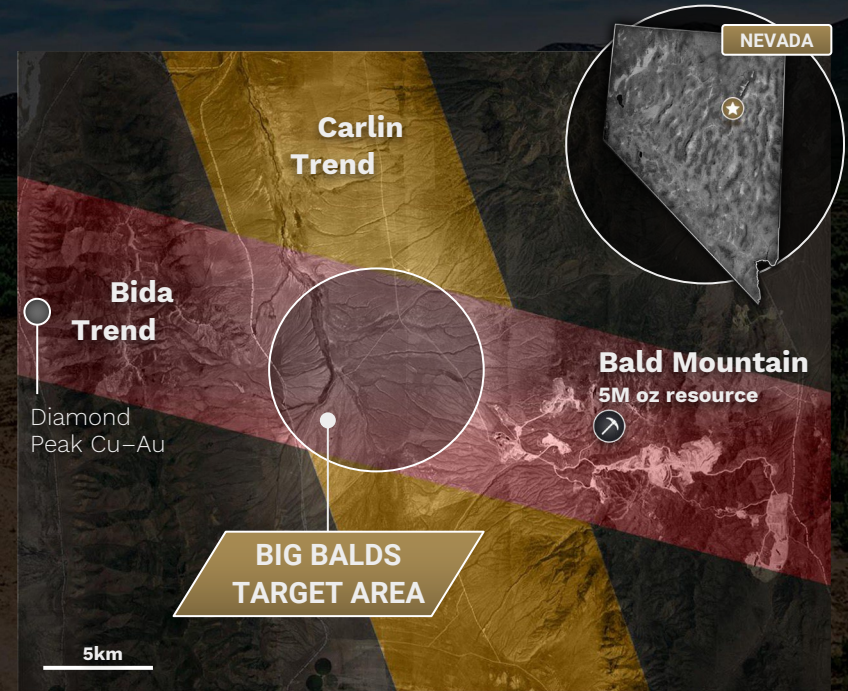 NEVADA
Carlin
Trend
Bida
Trend
Bald Mountain
5M oz resource
Diamond
Peak Cu–Au
BIG BALDS
TARGET AREA
5km